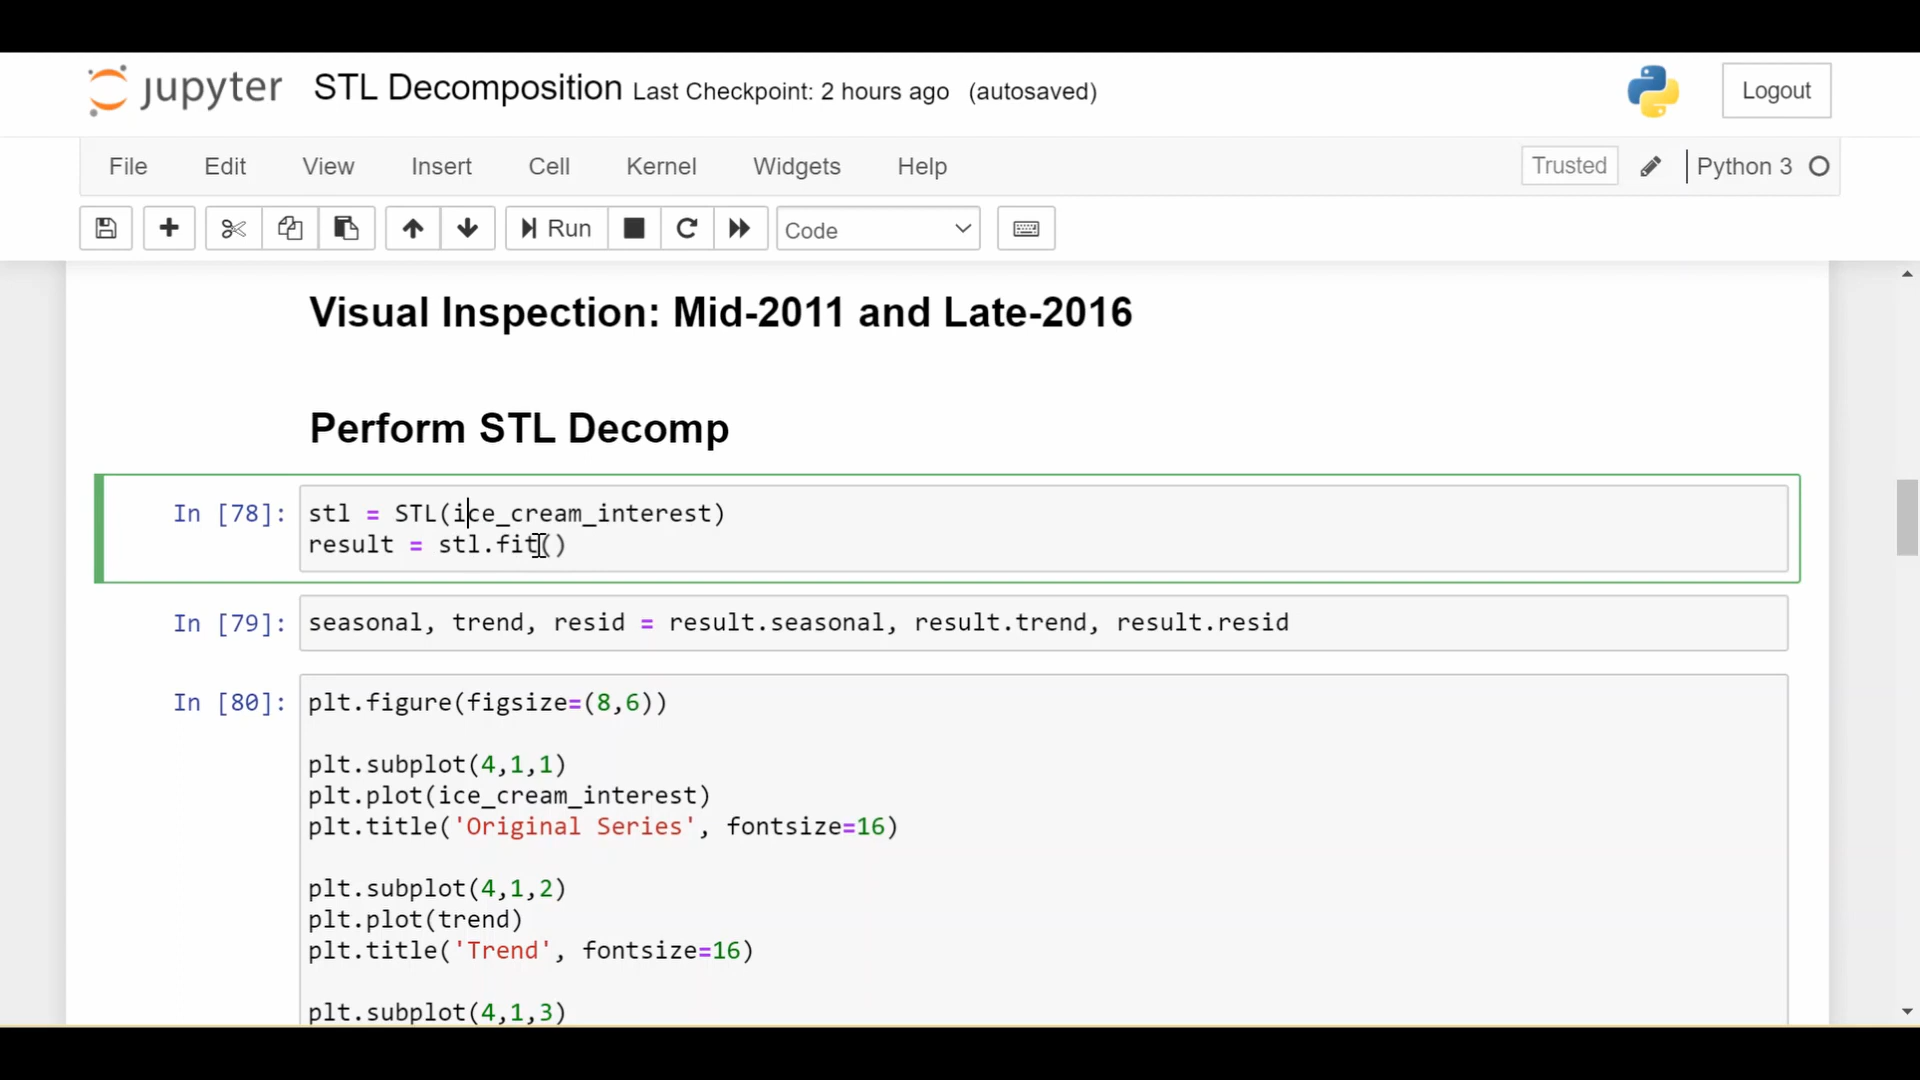 jupyter STL Decomposition Last Checkpoint: 2 hours ago (autosaved) Logout
File Edit View Insert Cell Kernel Widgets Help Trusted Python 3
Run Code
Visual Inspection: Mid-2011 and Late-2016
Perform STL Decomp
In [78]: stl = STL(ice_cream_interest)
result = stl.fit()
In [79]: seasonal, trend, resid = result.seasonal, result.trend, result.resid
In [80]: plt.figure(figsize=(8,6))
plt.subplot(4,1,1)
plt.plot(ice_cream_interest)
plt.title('Original Series', fontsize=16)
plt.subplot(4,1,2)
plt.plot(trend)
plt.title('Trend', fontsize=16)
plt.subplot(4,1,3)